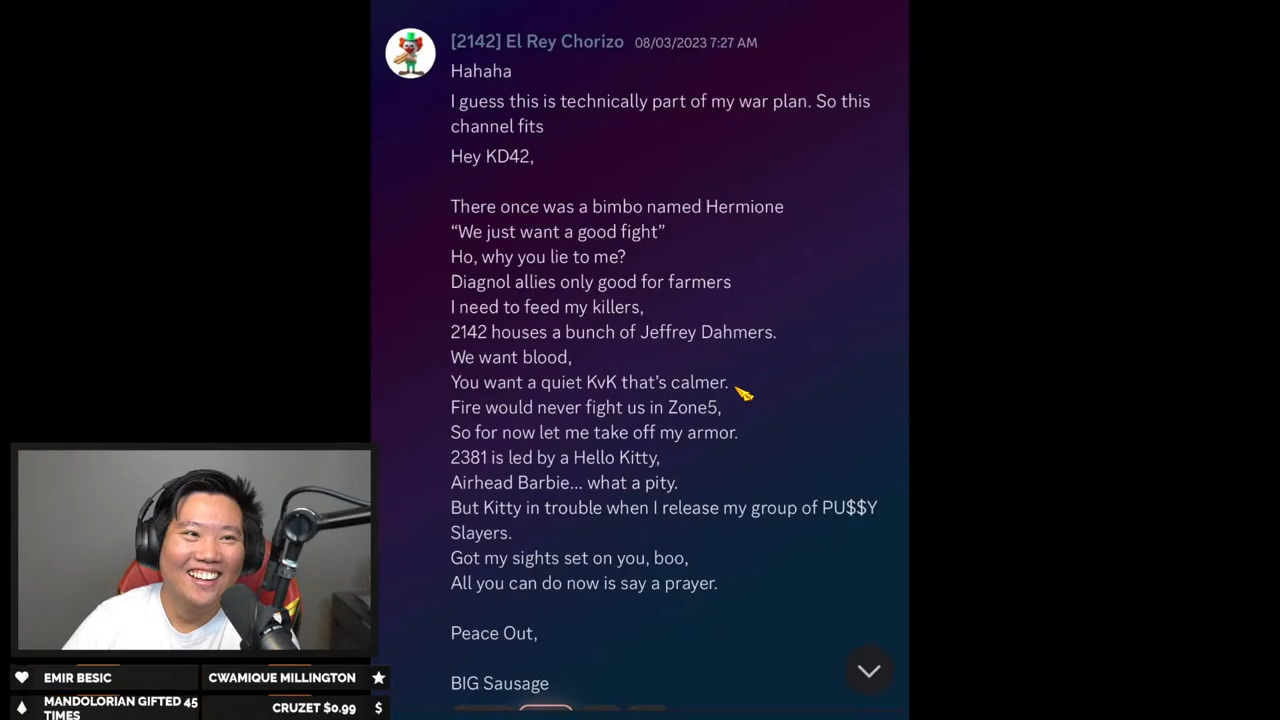 [2142] El Rey Chorizo 08/03/2023 7:27 AM
Hahaha
I guess this is technically part of my war plan. So this
channel fits
Hey KD42,
There once was a bimbo named Hermione
“We just want a good fight”
Ho, why you lie to me?
Diagnol allies only good for farmers
I need to feed my killers,
2142 houses a bunch of Jeffrey Dahmers.
We want blood,
You want a quiet KvK that’s calmer.
Fire would never fight us in Zone5,
So for now let me take off my armor.
2381 is led by a Hello Kitty,
Airhead Barbie... what a pity.
But Kitty in trouble when I release my group of PU$$Y
Slayers.
Got my sights set on you, boo,
All you can do now is say a prayer.
Peace Out,
BIG Sausage
EMIR BESIC
CWAMIQUE MILLINGTON
MANDOLORIAN GIFTED 45
TIMES
CRUZET $0.99
$